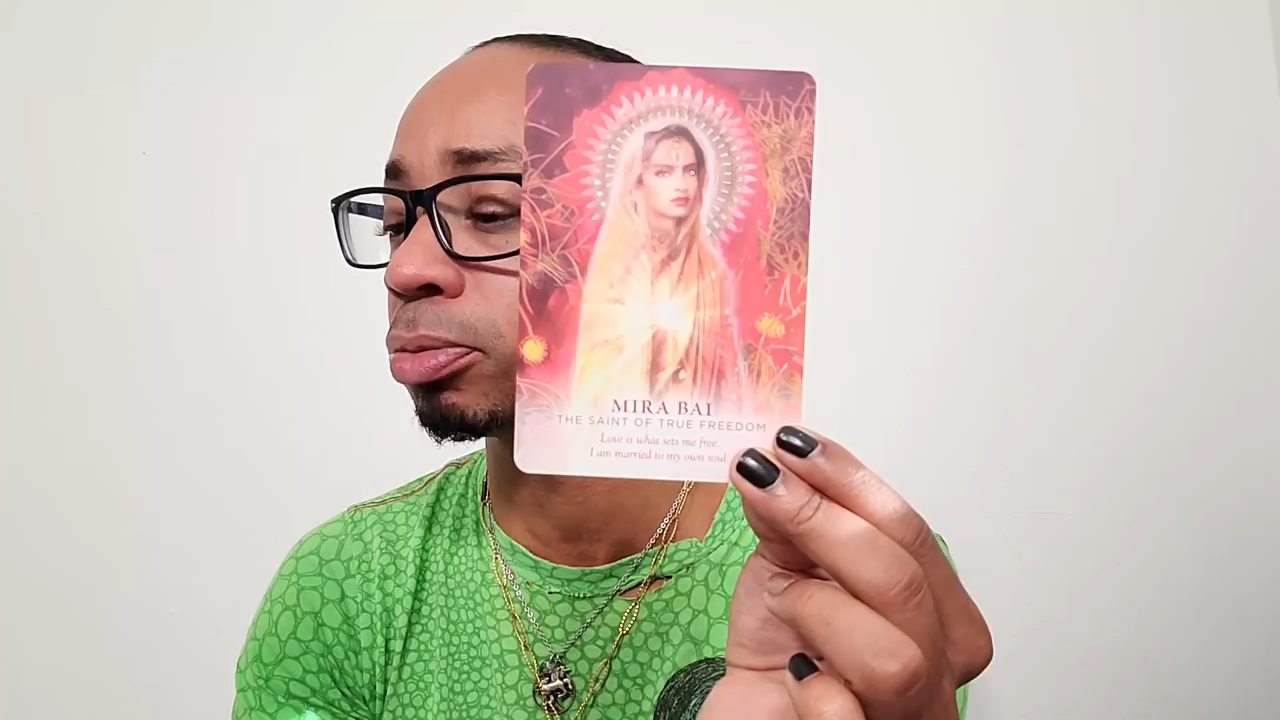 MIRA BAI
THE SAINT OF TRUE FREEDOM
Love is what sets me free.
I am married to my own soul.